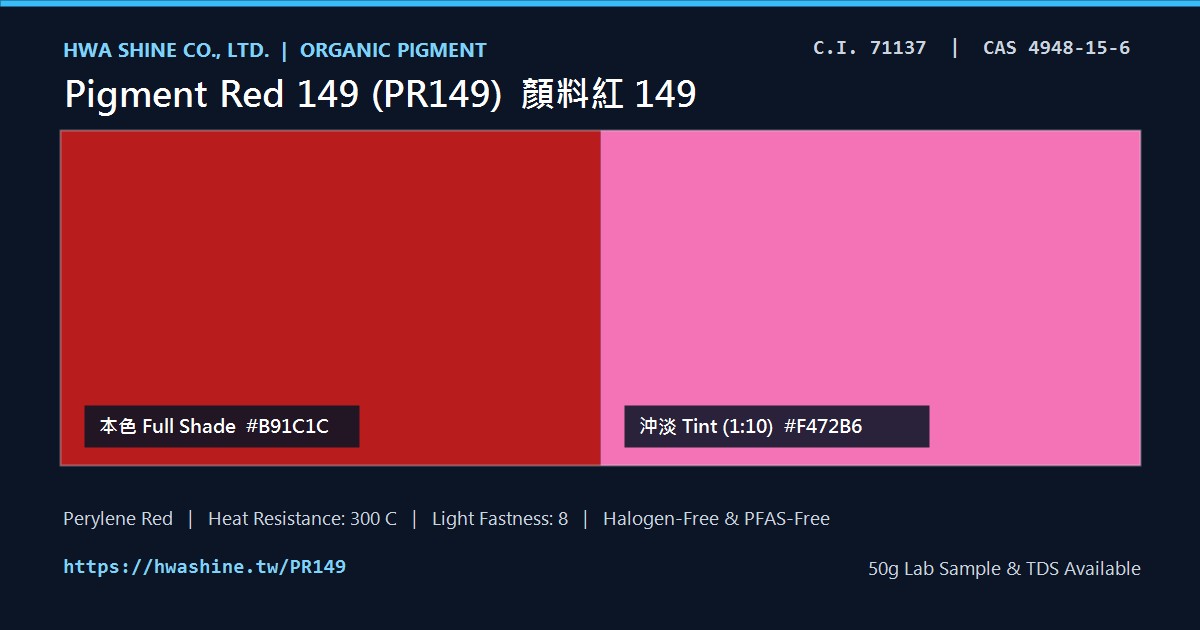 HWA SHINE CO., LTD. | ORGANIC PIGMENT
C.I. 71137 | CAS 4948-15-6
Pigment Red 149 (PR149) 顏料紅 149
本色 Full Shade #B91C1C
沖淡 Tint (1:10) #F472B6
Perylene Red | Heat Resistance: 300 C | Light Fastness: 8 | Halogen-Free & PFAS-Free
https://hwashine.tw/PR149
50g Lab Sample & TDS Available